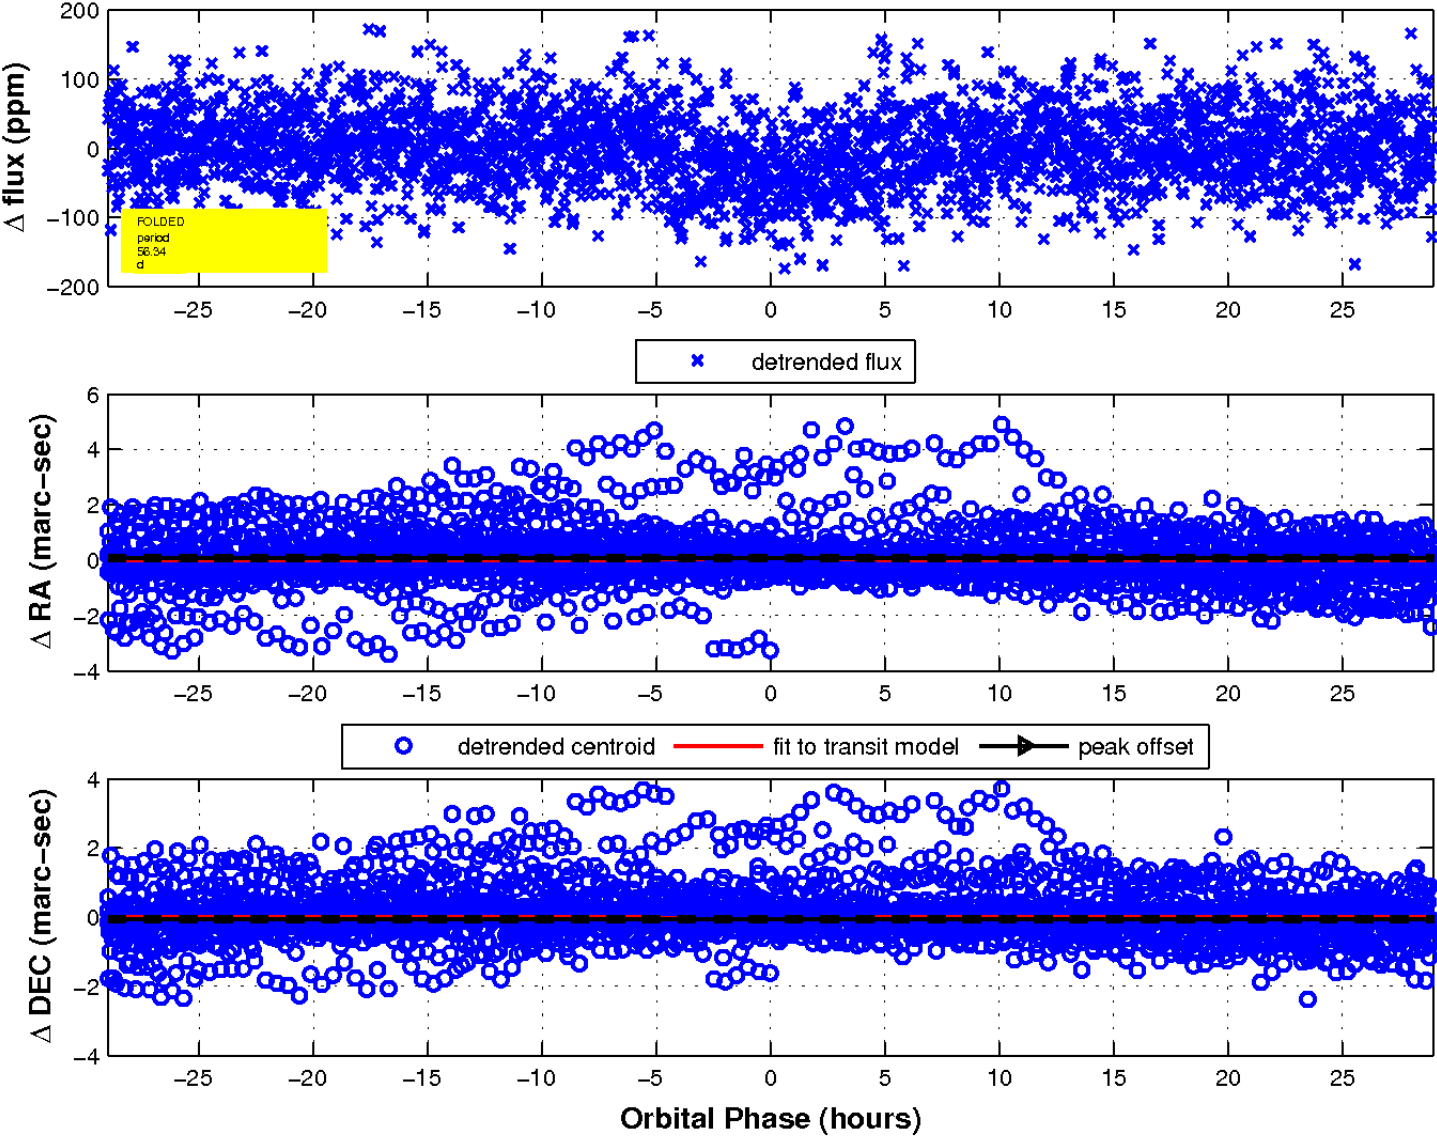 Δ flux (ppm)
200
100
0
−100
−200
FOLDED
period
56.34
d
−25 −20 −15 −10 −5 0 5 10 15 20 25
detrended flux
Δ RA (marc−sec)
6
4
2
0
−2
−4
−25 −20 −15 −10 −5 0 5 10 15 20 25
detrended centroid fit to transit model peak offset
Δ DEC (marc−sec)
4
2
0
−2
−4
−25 −20 −15 −10 −5 0 5 10 15 20 25
Orbital Phase (hours)